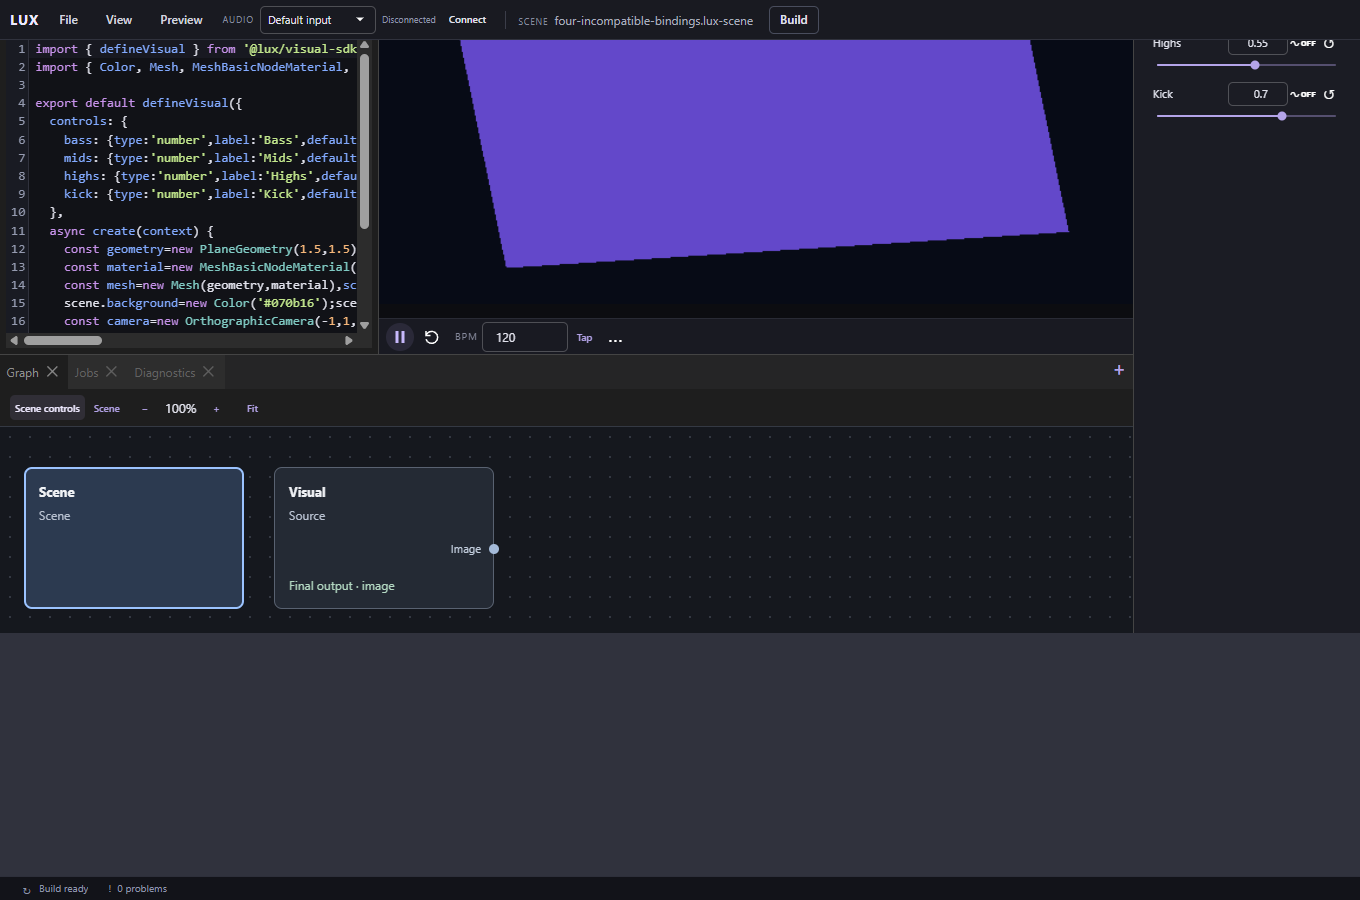 LUX File View Preview AUDIO Default input Disconnected Connect SCENE four-incompatible-bindings.lux-scene Build
1 import { defineVisual } from '@lux/visual-sdk
2 import { Color, Mesh, MeshBasicNodeMaterial,
3
4 export default defineVisual({
5 controls: {
6 bass: {type:'number',label:'Bass',default
7 mids: {type:'number',label:'Mids',default
8 highs: {type:'number',label:'Highs',defau
9 kick: {type:'number',label:'Kick',default
10 },
11 async create(context) {
12 const geometry=new PlaneGeometry(1.5,1.5)
13 const material=new MeshBasicNodeMaterial(
14 const mesh=new Mesh(geometry,material),sc
15 scene.background=new Color('#070b16');sce
16 const camera=new OrthographicCamera(-1,1,
BPM 120 Tap ...
Highs 0.55 OFF
Kick 0.7 OFF
Graph Jobs Diagnostics +
Scene controls Scene − 100% + Fit
Scene
Scene
Visual
Source
Image
Final output · image
Build ready ! 0 problems